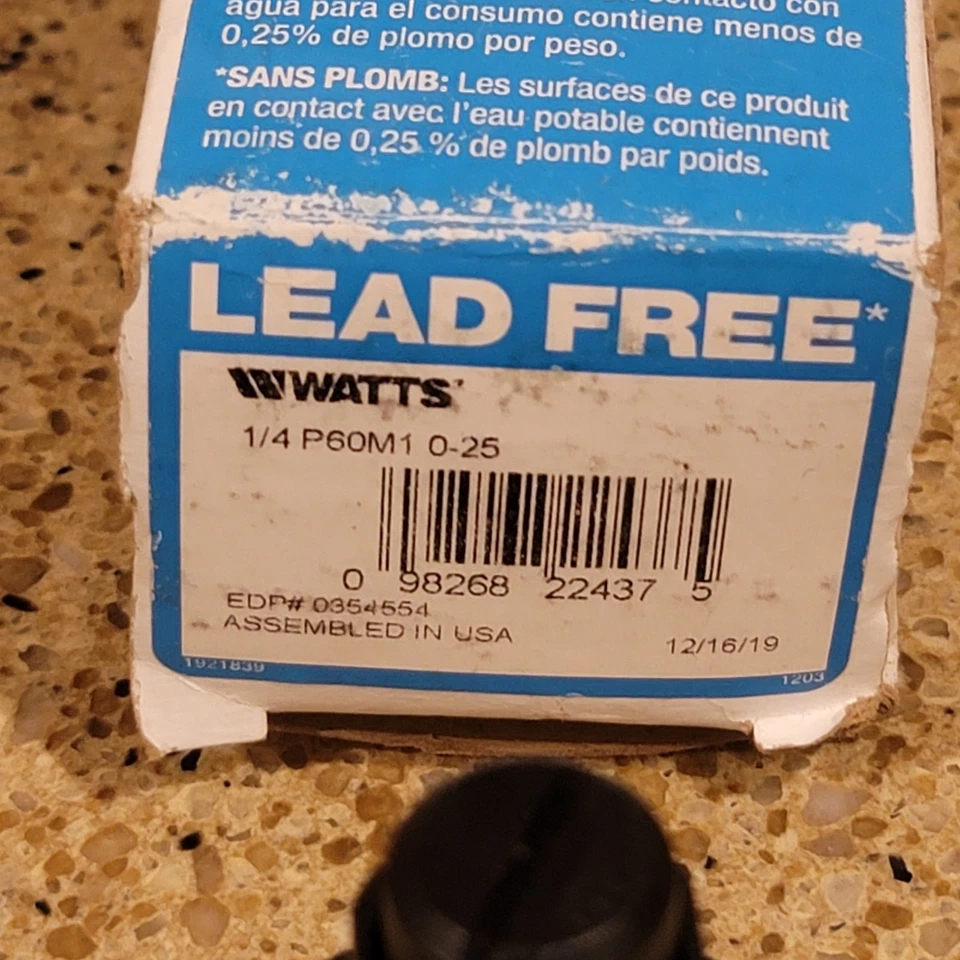 contacto con
agua para el consumo contiene menos de
0,25% de plomo por peso.
*SANS PLOMB: Les surfaces de ce produit
en contact avec l'eau potable contiennent
moins de 0,25 % de plomb par poids.
LEAD FREE*
WATTS
1/4 P60M1 0-25
0 98268 22437 5
EDP# 0354554
ASSEMBLED IN USA
12/16/19
1921839
1203